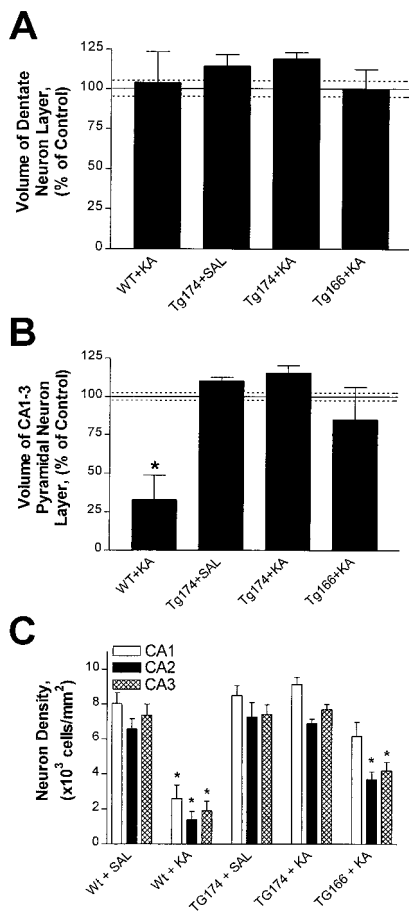 A
Volume of Dentate
Neuron Layer,
(% of Control)
125
100
75
50
25
0
WT+KA
Tg174+SAL
Tg174+KA
Tg166+KA
B
Volume of CA1-3
Pyramidal Neuron
Layer, (% of Control)
125
100
75
50
25
0
*
WT+KA
Tg174+SAL
Tg174+KA
Tg166+KA
C
Neuron Density,
(x10³ cells/mm²)
10
8
6
4
2
0
CA1
CA2
CA3
* * *
* *
Wt + SAL
Wt + KA
TG174 + SAL
TG174 + KA
TG166 + KA